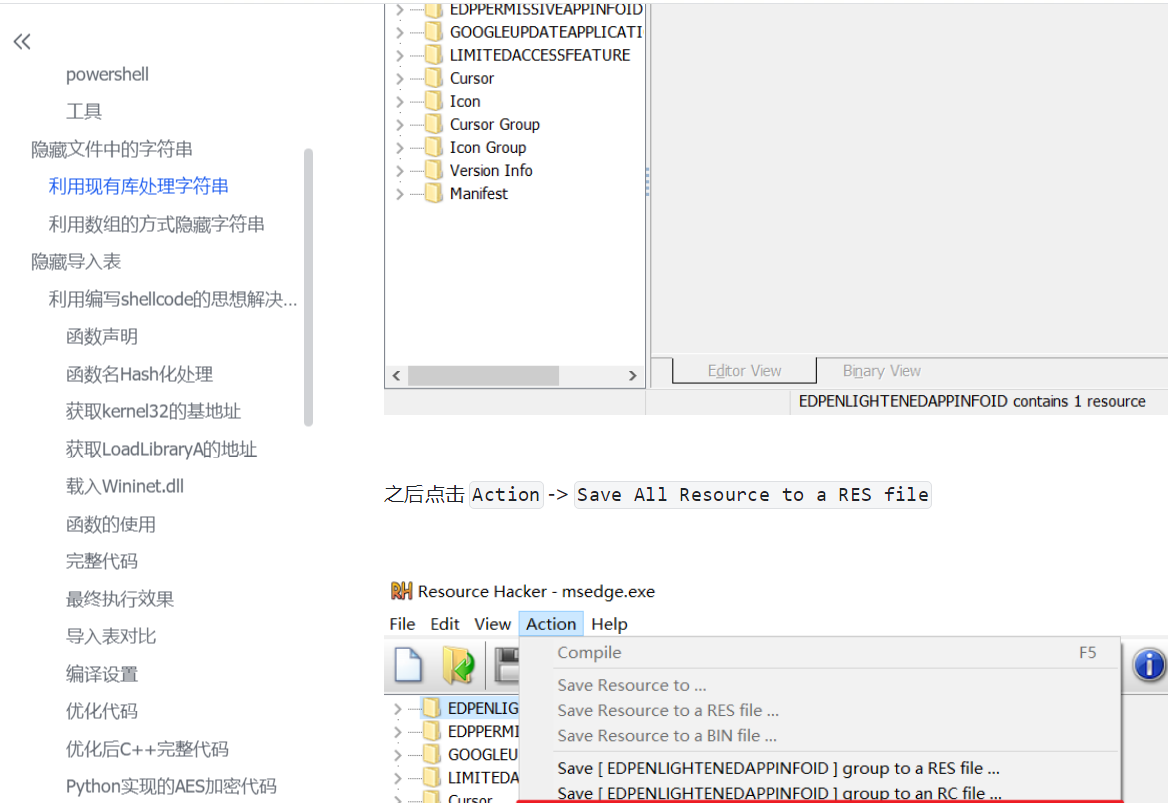 powershell
工具
隐藏文件中的字符串
利用现有库处理字符串
利用数组的方式隐藏字符串
隐藏导入表
利用编写shellcode的思想解决...
函数声明
函数名Hash化处理
获取kernel32的基地址
获取LoadLibraryA的地址
载入Wininet.dll
函数的使用
完整代码
最终执行效果
导入表对比
编译设置
优化代码
优化后C++完整代码
Python实现的AES加密代码
EDPPERMISSIVEAPPINFOID
GOOGLEUPDATEAPPLICATI
LIMITEDACCESSFEATURE
Cursor
Icon
Cursor Group
Icon Group
Version Info
Manifest
Editor View Binary View
EDPENLIGHTENEDAPPINFOID contains 1 resource
之后点击 Action -> Save All Resource to a RES file
RH Resource Hacker - msedge.exe
File Edit View Action Help
Compile F5
Save Resource to ...
Save Resource to a RES file ...
Save Resource to a BIN file ...
Save [ EDPENLIGHTENEDAPPINFOID ] group to a RES file ...
Save [ EDPENLIGHTENEDAPPINFOID ] group to an RC file ...
EDPENLIG
EDPPERMI
GOOGLEU
LIMITEDA
Cursor